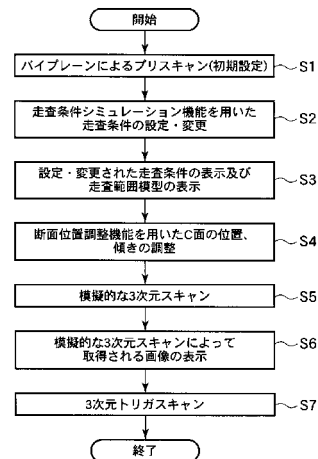 開始
バイプレーンによるプリスキャン(初期設定)
S1
走査条件シミュレーション機能を用いた
走査条件の設定・変更
S2
設定・変更された走査条件の表示及び
走査範囲模型の表示
S3
断面位置調整機能を用いたC面の位置、
傾きの調整
S4
模擬的な3次元スキャン
S5
模擬的な3次元スキャンによって
取得される画像の表示
S6
3次元トリガスキャン
S7
終了